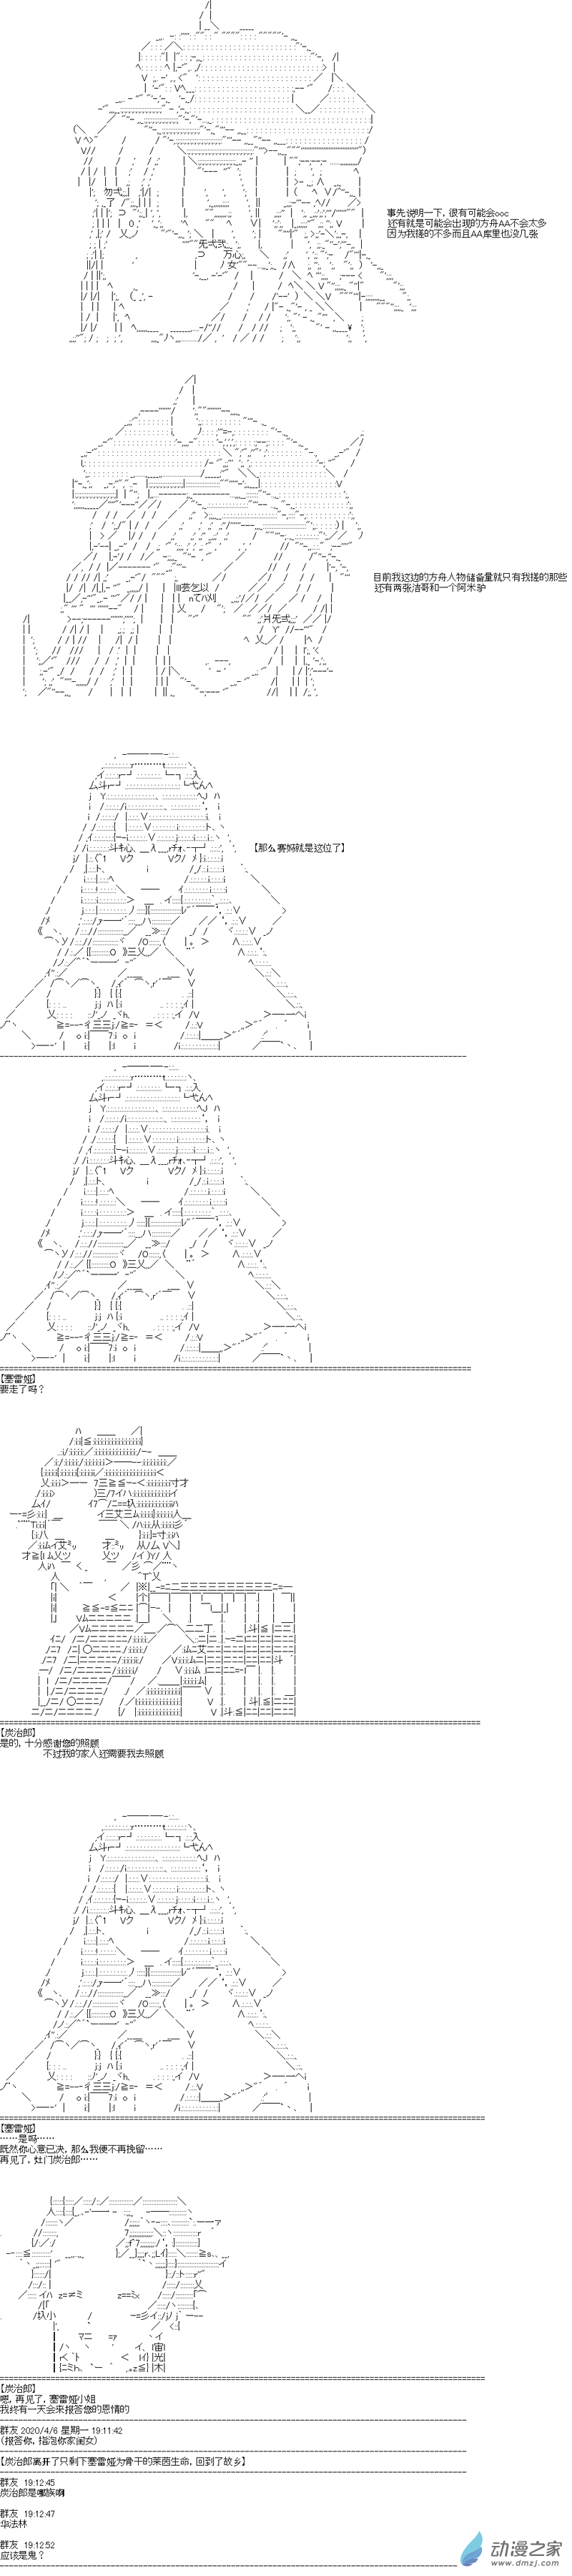 事先说明一下，很有可能会ooc
还有就是可能会出现的方舟AA不会太多
因为我搓的不多而且AA库里也没几张
目前我这边的方舟人物储备量就只有我搓的那些
还有两张洁哥和一个阿米驴
【那么赛妈就是这位了】
【塞雷娅】
要走了吗？
【炭治郎】
是的，十分感谢您的照顾
不过我的家人还需要我去照顾
【塞雷娅】
……是吗……
既然你心意已决，那么我便不再挽留……
再见了，灶门炭治郎……
【炭治郎】
嗯，再见了，塞雷娅小姐
我终有一天会来报答您的恩情的
群友 2020/4/6 星期一 19:11:42
（报答你，指泡你家闺女）
【炭治郎离开了只剩下塞雷娅为骨干的莱茵生命，回到了故乡】
群友 19:12:45
炭治郎是哪族啊
群友 19:12:47
华法林
群友 19:12:52
应该是鬼？
动漫之家
www.dmzj.com